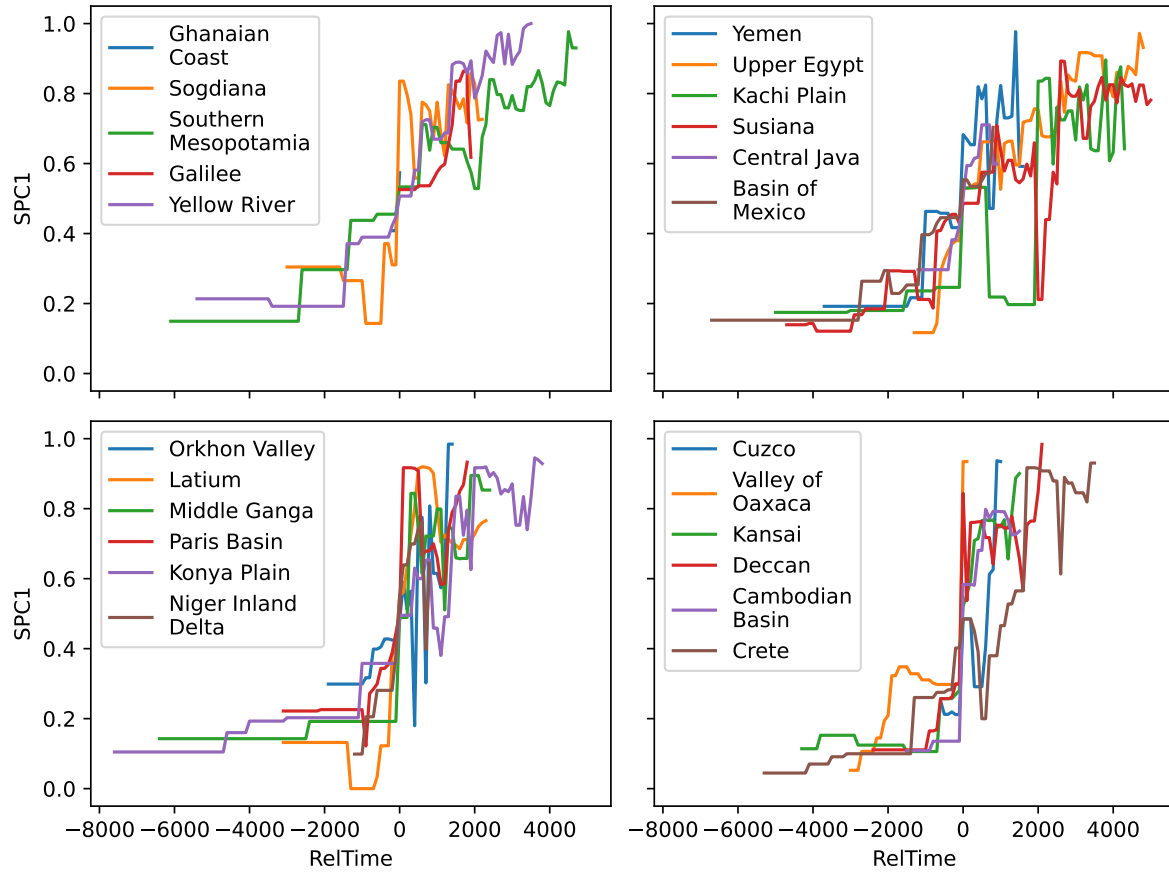 1.0
0.8
0.6
0.4
0.2
0.0
SPC1
Ghanaian
Coast
Sogdiana
Southern
Mesopotamia
Galilee
Yellow River
Yemen
Upper Egypt
Kachi Plain
Susiana
Central Java
Basin of
Mexico
1.0
0.8
0.6
0.4
0.2
0.0
SPC1
Orkhon Valley
Latium
Middle Ganga
Paris Basin
Konya Plain
Niger Inland
Delta
−8000 −6000 −4000 −2000 0 2000 4000
RelTime
Cuzco
Valley of
Oaxaca
Kansai
Deccan
Cambodian
Basin
Crete
−8000 −6000 −4000 −2000 0 2000 4000
RelTime